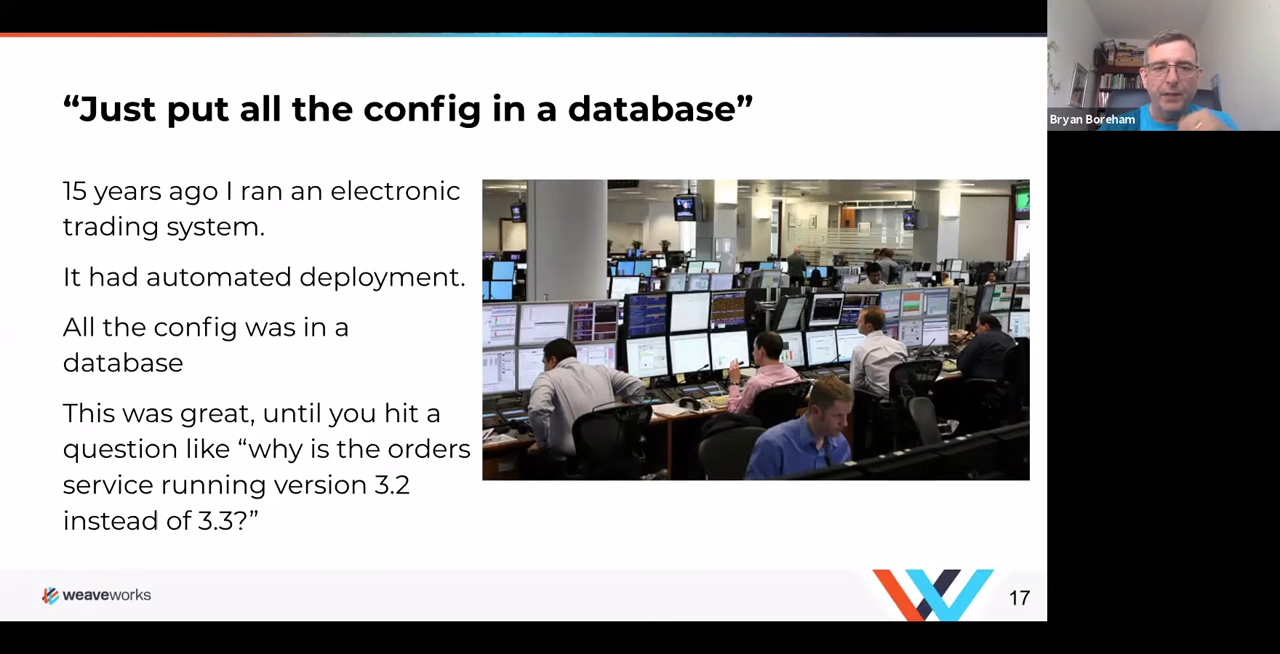 “Just put all the config in a database”
15 years ago I ran an electronic
trading system.
It had automated deployment.
All the config was in a
database
This was great, until you hit a
question like “why is the orders
service running version 3.2
instead of 3.3?”
weaveworks
17
Bryan Boreham